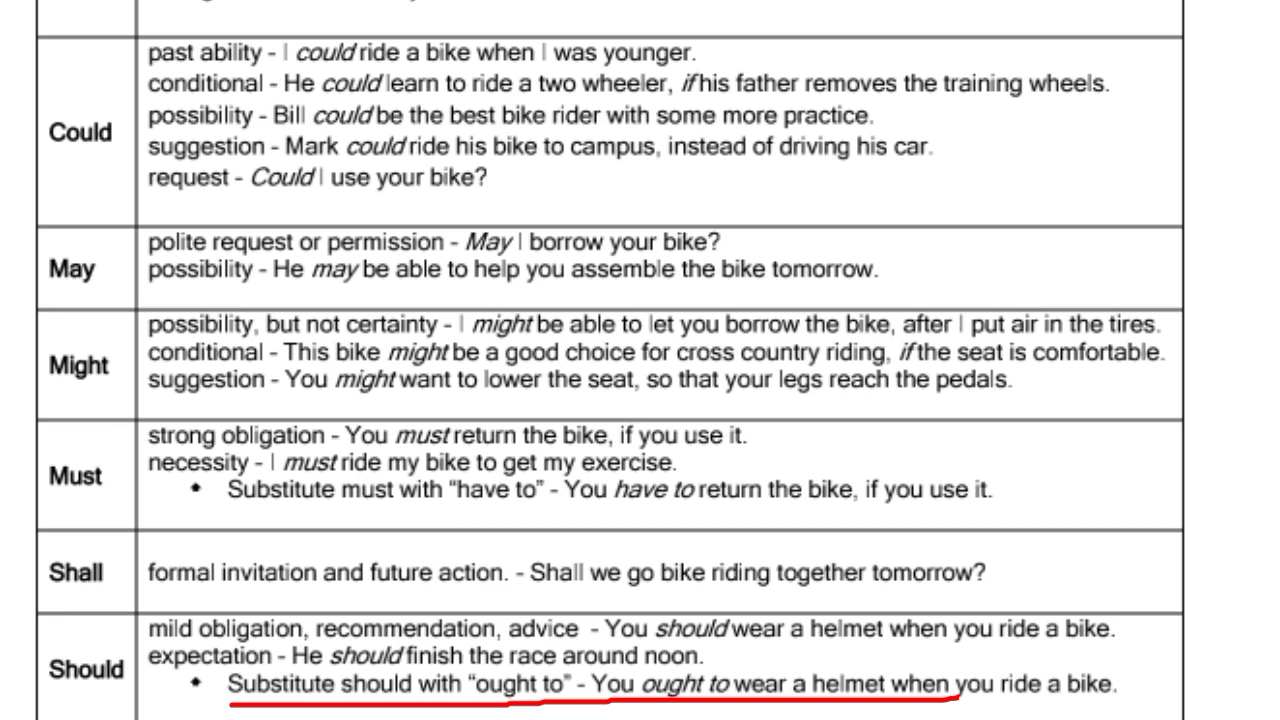 Could
past ability - I could ride a bike when I was younger.
conditional - He could learn to ride a two wheeler, if his father removes the training wheels.
possibility - Bill could be the best bike rider with some more practice.
suggestion - Mark could ride his bike to campus, instead of driving his car.
request - Could I use your bike?
May
polite request or permission - May I borrow your bike?
possibility - He may be able to help you assemble the bike tomorrow.
Might
possibility, but not certainty - I might be able to let you borrow the bike, after I put air in the tires.
conditional - This bike might be a good choice for cross country riding, if the seat is comfortable.
suggestion - You might want to lower the seat, so that your legs reach the pedals.
Must
strong obligation - You must return the bike, if you use it.
necessity - I must ride my bike to get my exercise.
• Substitute must with “have to” - You have to return the bike, if you use it.
Shall
formal invitation and future action. - Shall we go bike riding together tomorrow?
Should
mild obligation, recommendation, advice - You should wear a helmet when you ride a bike.
expectation - He should finish the race around noon.
• Substitute should with “ought to” - You ought to wear a helmet when you ride a bike.